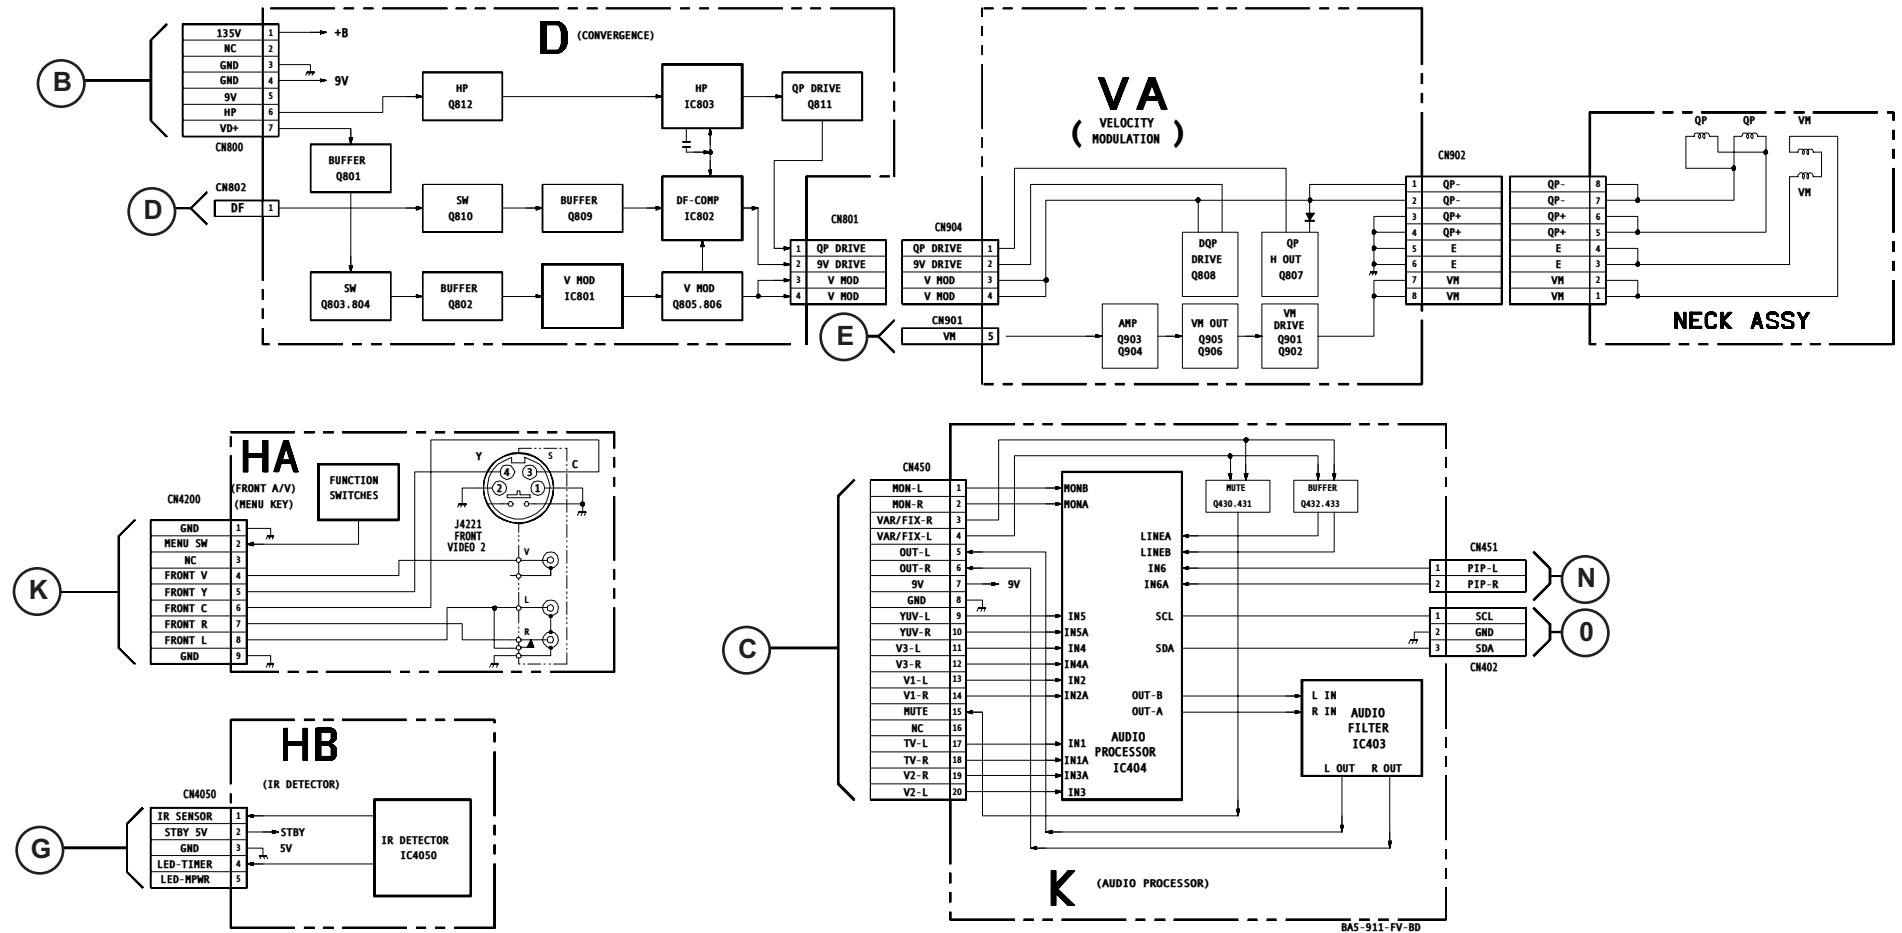 B
135V 1 +B
NC 2
GND 3
GND 4 9V
9V 5
HP 6
VD+ 7
CN800
D (CONVERGENCE)
HP
Q812
HP
IC803
QP DRIVE
Q811
BUFFER
Q801
D
CN802
DF 1
SW
Q810
BUFFER
Q809
DF-COMP
IC802
SW
Q803.804
BUFFER
Q802
V MOD
IC801
V MOD
Q805.806
CN801
1 QP DRIVE
2 9V DRIVE
3 V MOD
4 V MOD
VA
(VELOCITY
MODULATION)
CN904
QP DRIVE 1
9V DRIVE 2
V MOD 3
V MOD 4
E
CN901
VM 5
DQP
DRIVE
Q808
QP
H OUT
Q807
AMP
Q903
Q904
VM OUT
Q905
Q906
VM
DRIVE
Q901
Q902
CN902
1 QP-
2 QP-
3 QP+
4 QP+
5 E
6 E
7 VM
8 VM
QP- 8
QP- 7
QP+ 6
QP+ 5
E 4
E 3
VM 2
VM 1
QP QP VM
VM
NECK ASSY
HA
(FRONT A/V)
(MENU KEY)
FUNCTION
SWITCHES
K
CN4200
GND 1
MENU SW 2
NC 3
FRONT V 4
FRONT Y 5
FRONT C 6
FRONT R 7
FRONT L 8
GND 9
Y S C
4 3
2 1
J4221
FRONT
VIDEO 2
V
L
R
HB
(IR DETECTOR)
G
CN4050
IR SENSOR 1
STBY 5V 2 STBY
GND 3 5V
LED-TIMER 4
LED-MPWR 5
IR DETECTOR
IC4050
C
CN450
MON-L 1 MONB
MON-R 2 MONA
VAR/FIX-R 3
VAR/FIX-L 4
OUT-L 5
OUT-R 6
9V 7 9V
GND 8
YUV-L 9 IN5
YUV-R 10 IN5A
V3-L 11 IN4
V3-R 12 IN4A
V1-L 13 IN2
V1-R 14 IN2A
MUTE 15
NC 16
TV-L 17 IN1
TV-R 18 IN1A
V2-R 19 IN3A
V2-L 20 IN3
LINEA
LINEB
IN6
IN6A
SCL
SDA
OUT-B
OUT-A
AUDIO
PROCESSOR
IC404
MUTE
Q430.431
BUFFER
Q432.433
L IN
R IN
AUDIO
FILTER
IC403
L OUT R OUT
CN451
1 PIP-L
2 PIP-R
N
1 SCL
2 GND
3 SDA
CN402
O
K (AUDIO PROCESSOR)
BA5-911-FV-BD